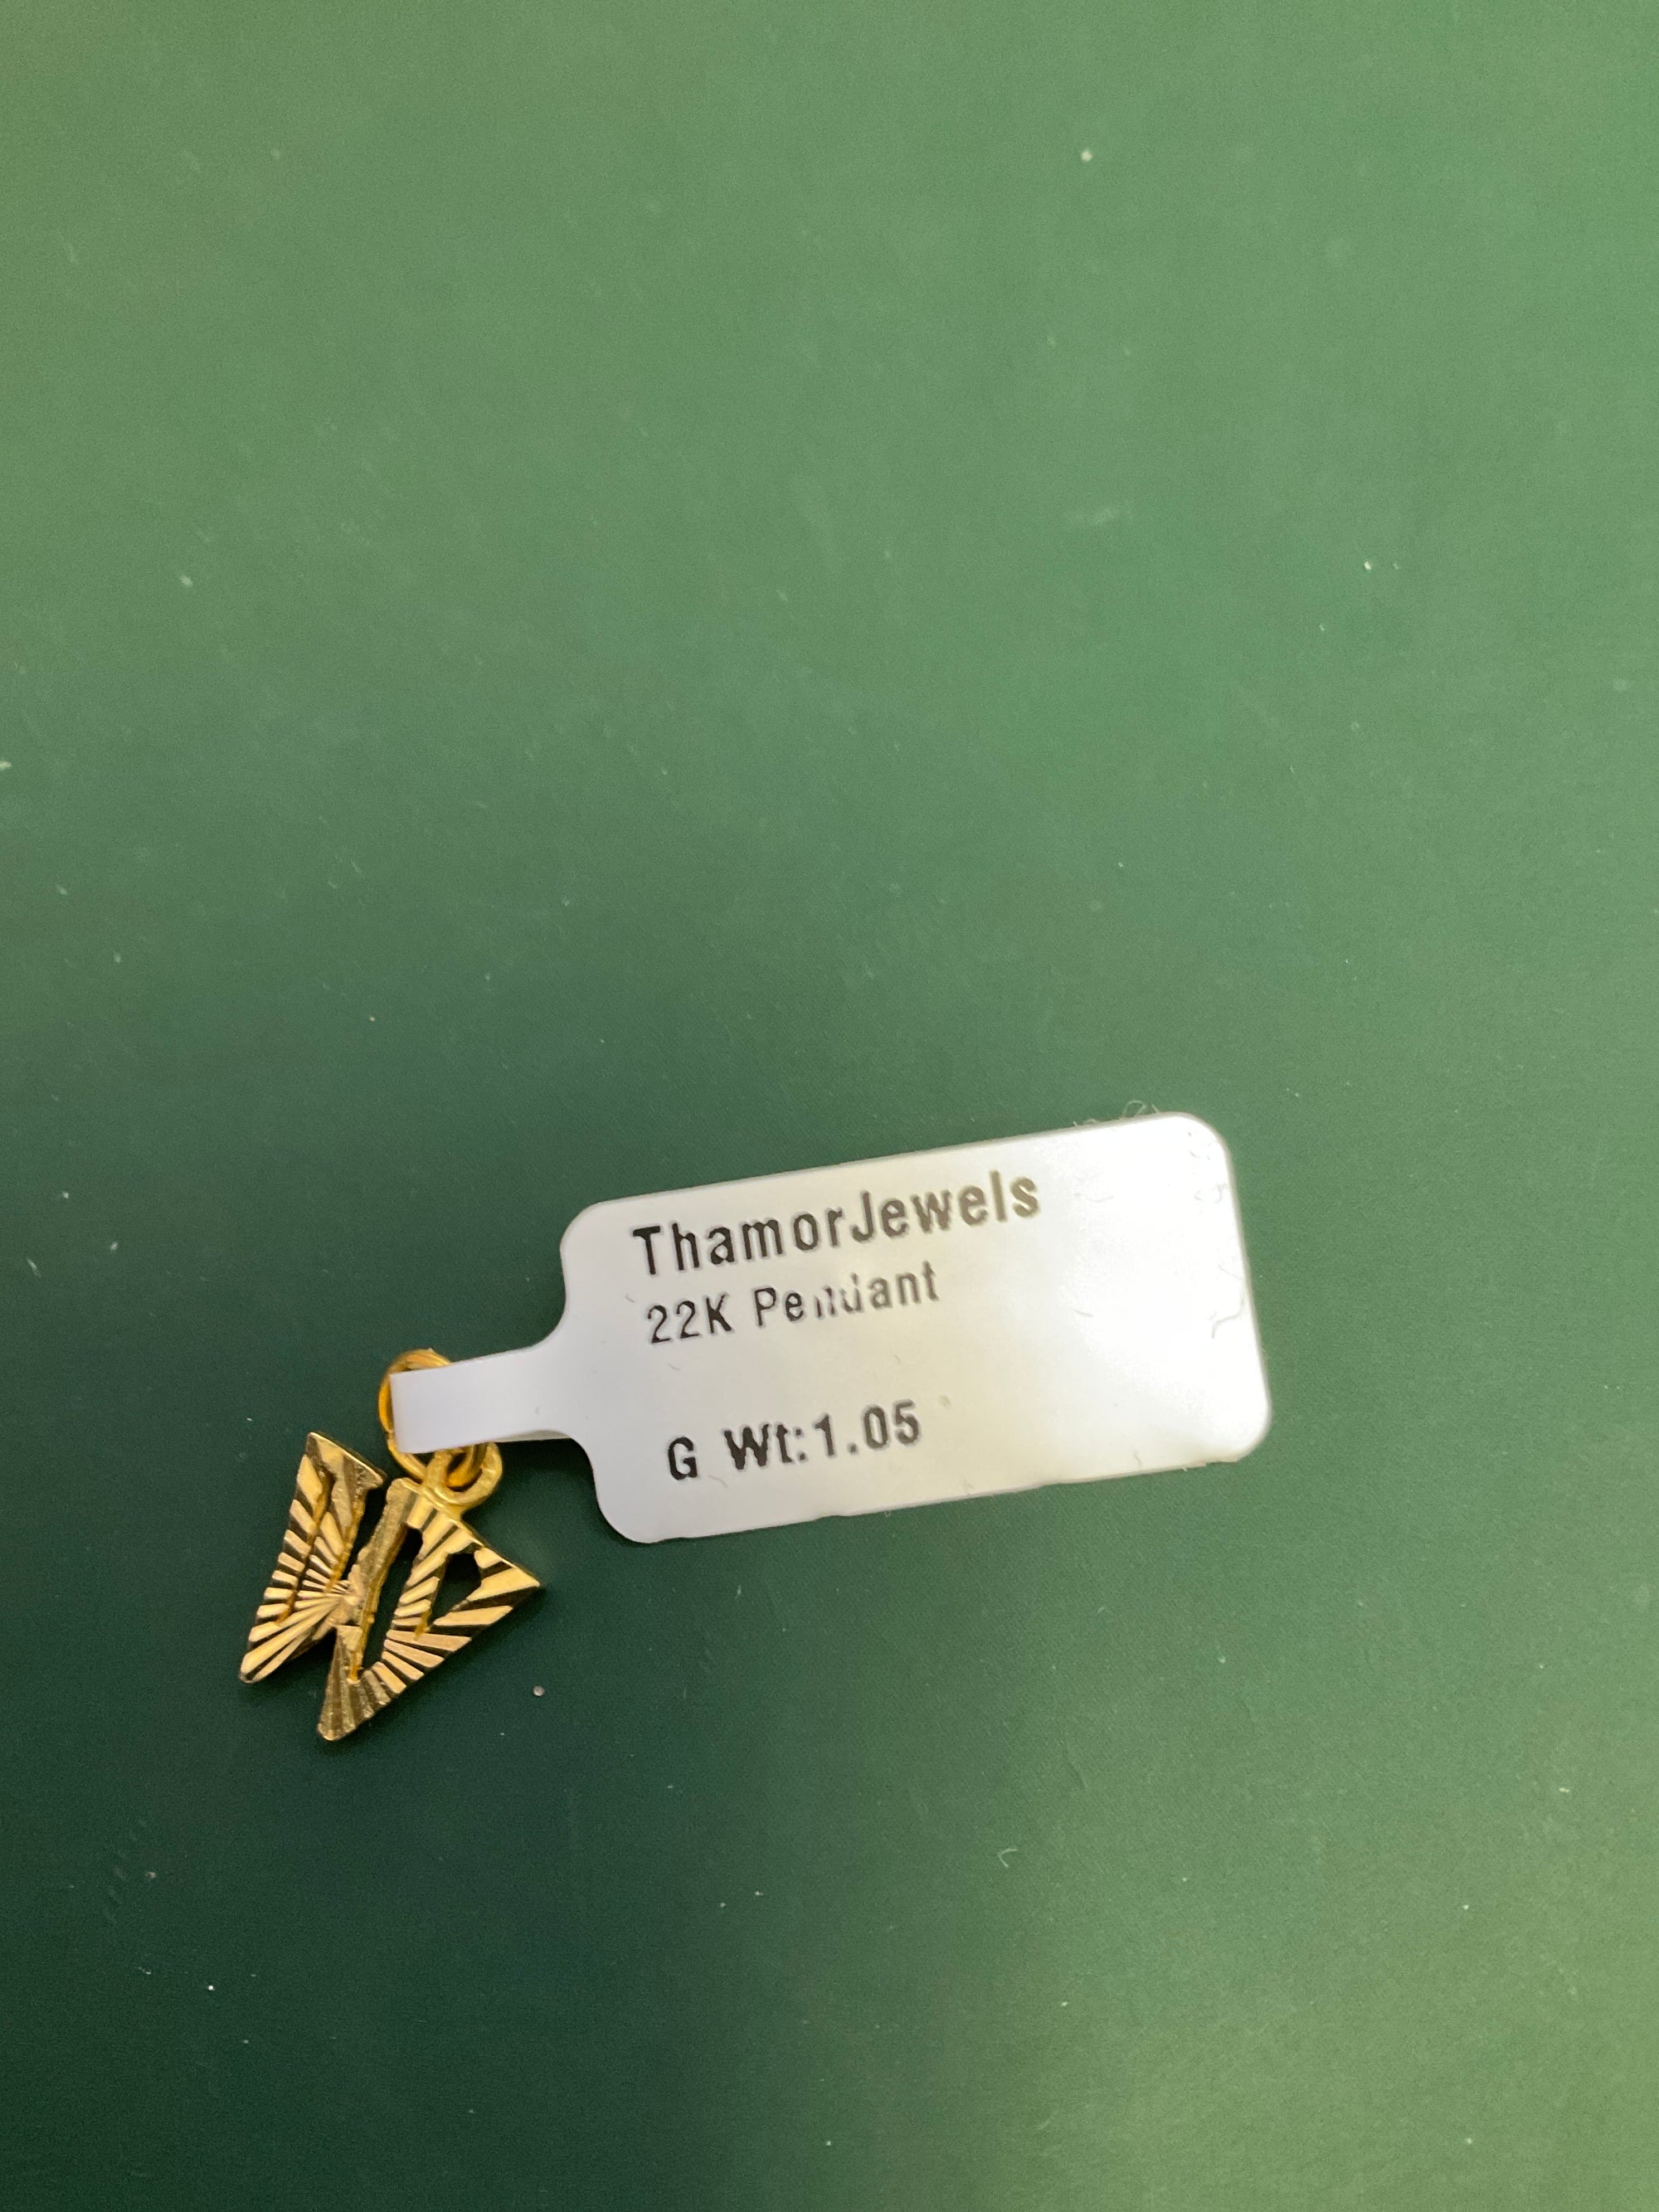 ThamorJewels
22K Pendant
G Wt:1.05